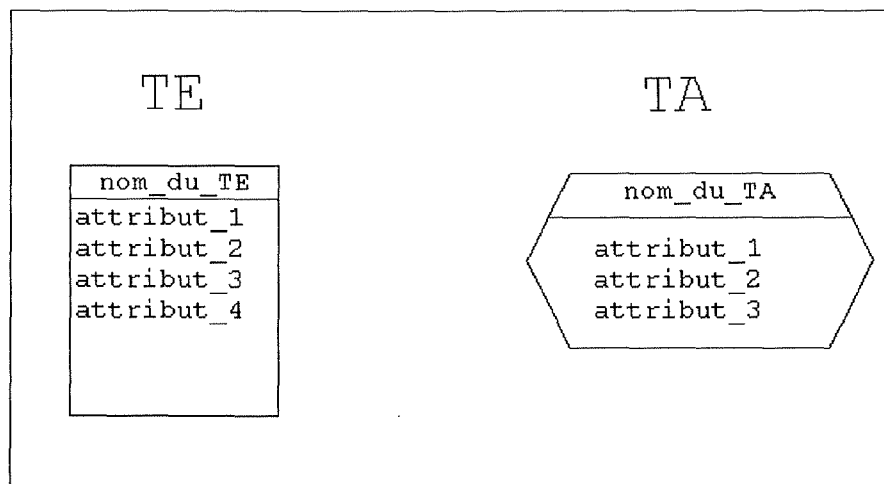 TE
TA
nom_du_TE
attribut_1
attribut_2
attribut_3
attribut_4
nom_du_TA
attribut_1
attribut_2
attribut_3